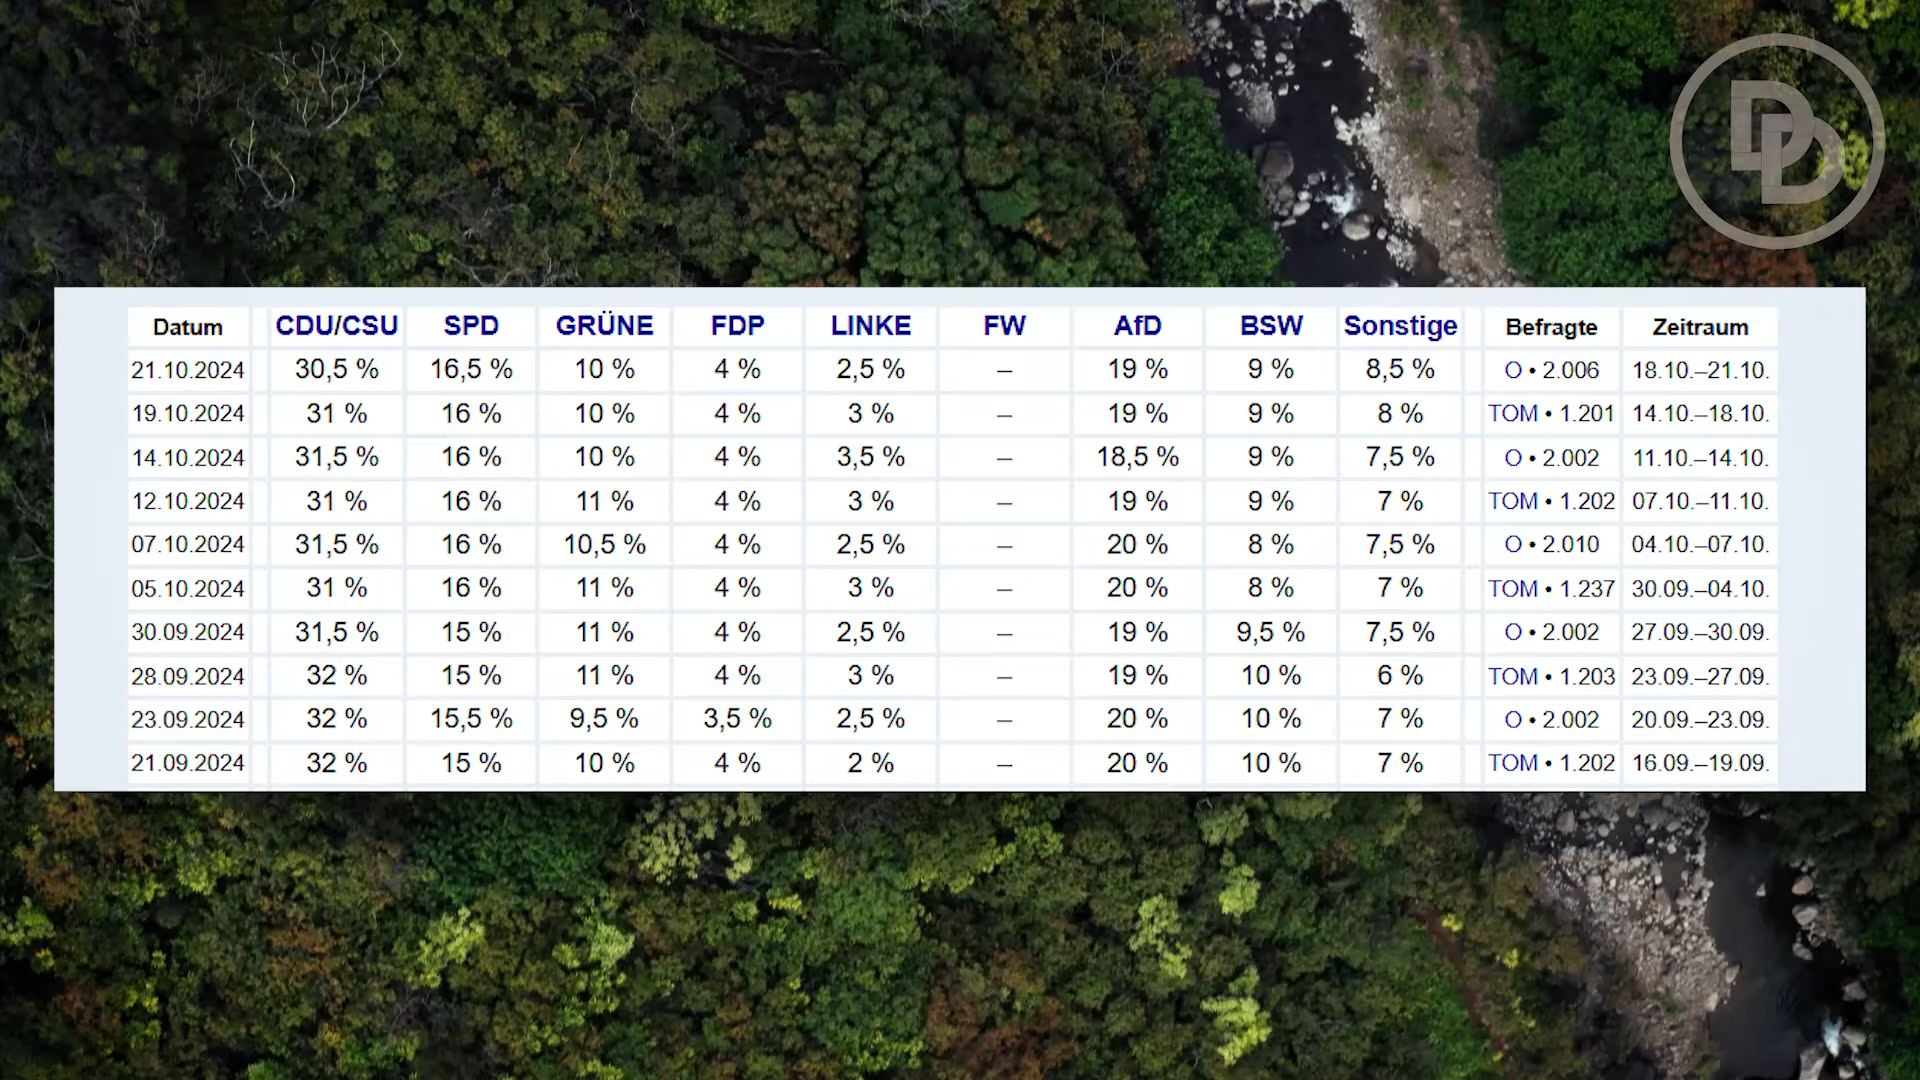 DD
Datum CDU/CSU SPD GRÜNE FDP LINKE FW AfD BSW Sonstige Befragte Zeitraum
21.10.2024 30,5 % 16,5 % 10 % 4 % 2,5 % – 19 % 9 % 8,5 % O • 2.006 18.10.–21.10.
19.10.2024 31 % 16 % 10 % 4 % 3 % – 19 % 9 % 8 % TOM • 1.201 14.10.–18.10.
14.10.2024 31,5 % 16 % 10 % 4 % 3,5 % – 18,5 % 9 % 7,5 % O • 2.002 11.10.–14.10.
12.10.2024 31 % 16 % 11 % 4 % 3 % – 19 % 9 % 7 % TOM • 1.202 07.10.–11.10.
07.10.2024 31,5 % 16 % 10,5 % 4 % 2,5 % – 20 % 8 % 7,5 % O • 2.010 04.10.–07.10.
05.10.2024 31 % 16 % 11 % 4 % 3 % – 20 % 8 % 7 % TOM • 1.237 30.09.–04.10.
30.09.2024 31,5 % 15 % 11 % 4 % 2,5 % – 19 % 9,5 % 7,5 % O • 2.002 27.09.–30.09.
28.09.2024 32 % 15 % 11 % 4 % 3 % – 19 % 10 % 6 % TOM • 1.203 23.09.–27.09.
23.09.2024 32 % 15,5 % 9,5 % 3,5 % 2,5 % – 20 % 10 % 7 % O • 2.002 20.09.–23.09.
21.09.2024 32 % 15 % 10 % 4 % 2 % – 20 % 10 % 7 % TOM • 1.202 16.09.–19.09.